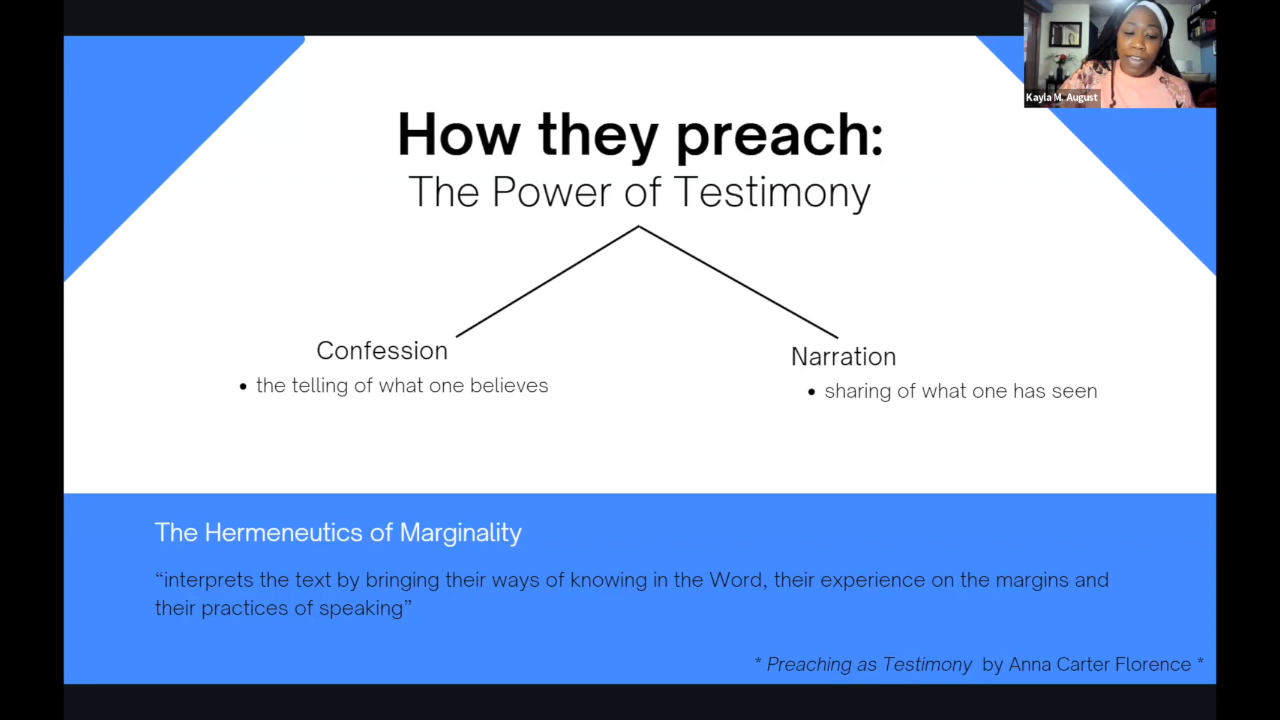 Kayla M. August
How they preach:
The Power of Testimony
Confession
• the telling of what one believes
Narration
• sharing of what one has seen
The Hermeneutics of Marginality
“interprets the text by bringing their ways of knowing in the Word, their experience on the margins and
their practices of speaking”
* Preaching as Testimony by Anna Carter Florence *